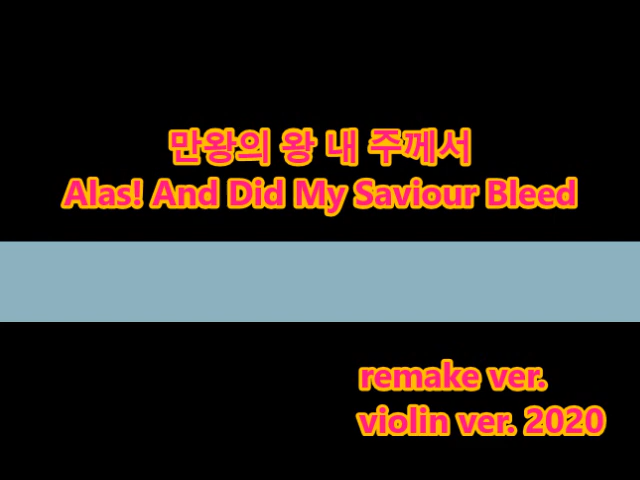 만왕의 왕 내 주께서
Alas! And Did My Saviour Bleed
remake ver.
violin ver. 2020